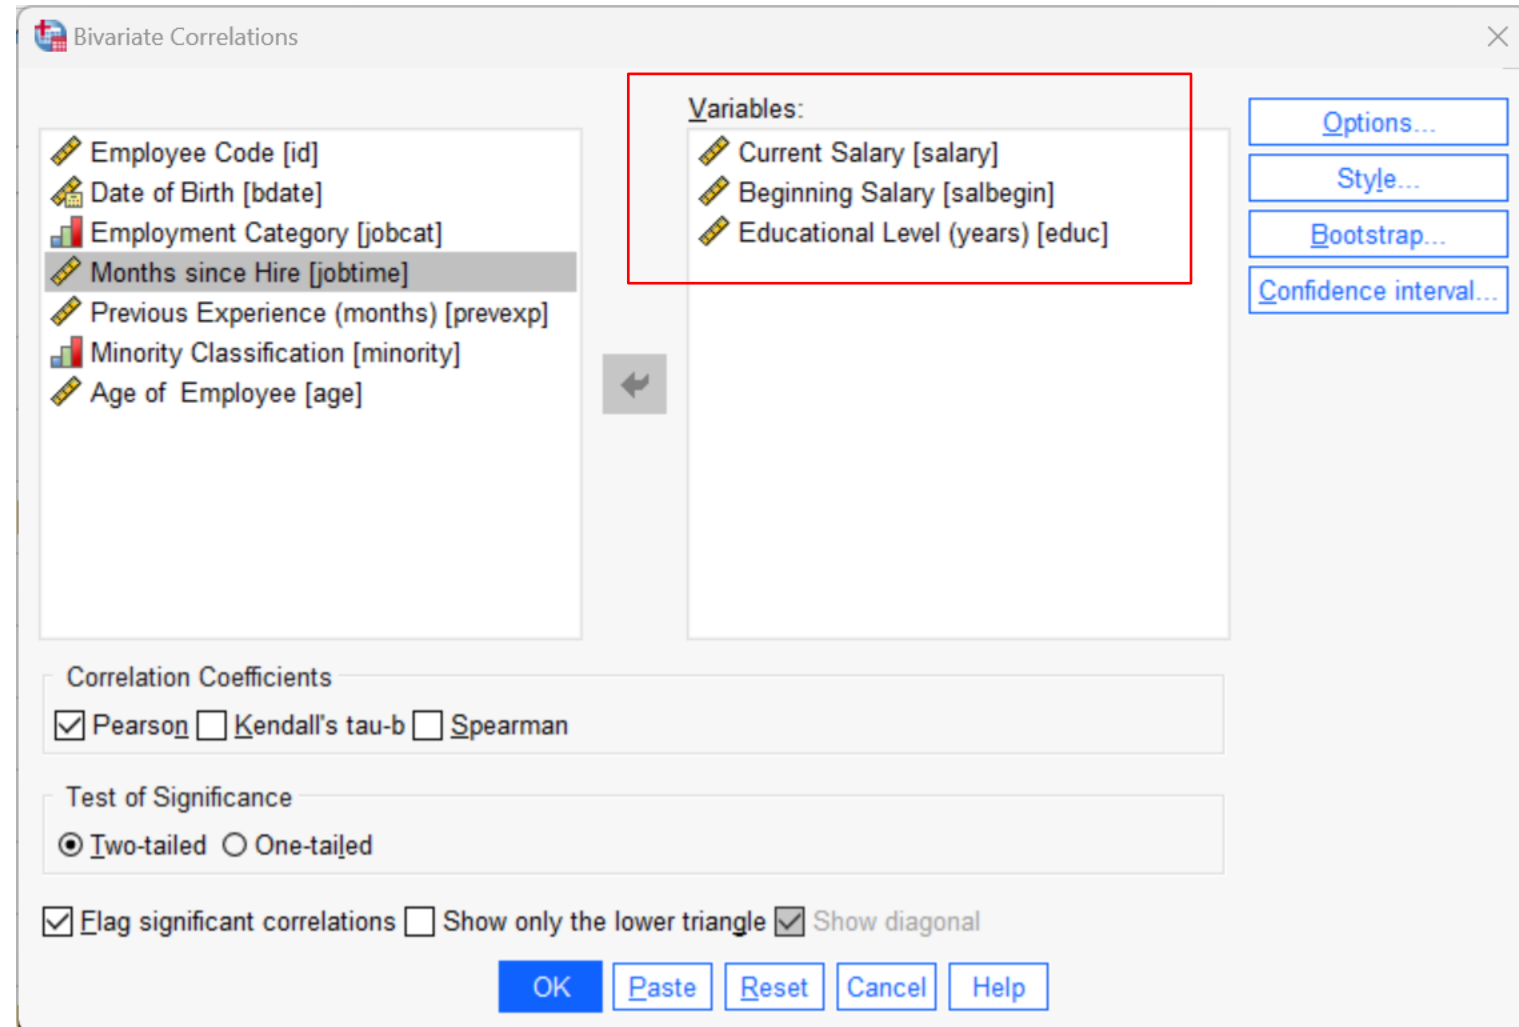 Bivariate Correlations
Employee Code [id]
Date of Birth [bdate]
Employment Category [jobcat]
Months since Hire [jobtime]
Previous Experience (months) [prevexp]
Minority Classification [minority]
Age of  Employee [age]
Variables:
Current Salary [salary]
Beginning Salary [salbegin]
Educational Level (years) [educ]
Options...
Style...
Bootstrap...
Confidence interval...
Correlation Coefficients
Pearson Kendall's tau-b Spearman
Test of Significance
Two-tailed One-tailed
Flag significant correlations Show only the lower triangle Show diagonal
OK Paste Reset Cancel Help